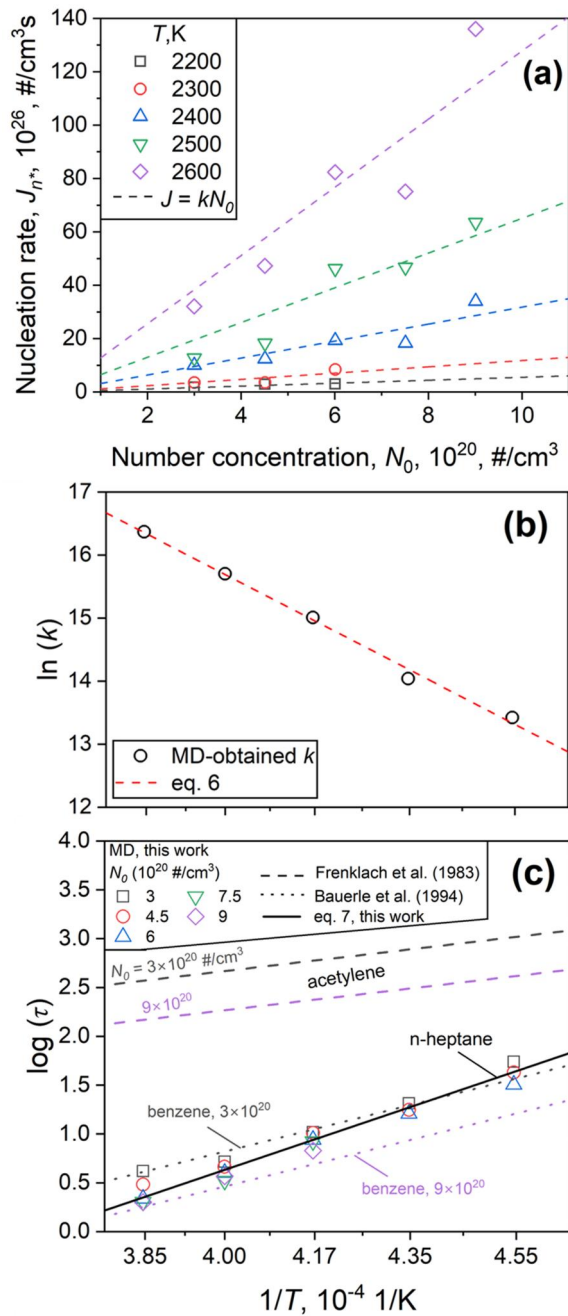 140
120
100
80
60
40
20
0
Nucleation rate, Jn*, 10^26, #/cm^3s
T,K
2200
2300
2400
2500
2600
J = kN0
(a)
2 4 6 8 10
Number concentration, N0, 10^20, #/cm^3
17
16
15
14
13
12
ln (k)
(b)
MD-obtained k
eq. 6
4.0
3.5
3.0
2.5
2.0
1.5
1.0
0.5
0.0
log (τ)
MD, this work
N0 (10^20 #/cm^3)
3 7.5
4.5 9
6
Frenklach et al. (1983)
Bauerle et al. (1994)
eq. 7, this work
(c)
N0 = 3×10^20 #/cm^3
acetylene
9×10^20
n-heptane
benzene, 3×10^20
benzene, 9×10^20
3.85 4.00 4.17 4.35 4.55
1/T, 10^-4 1/K